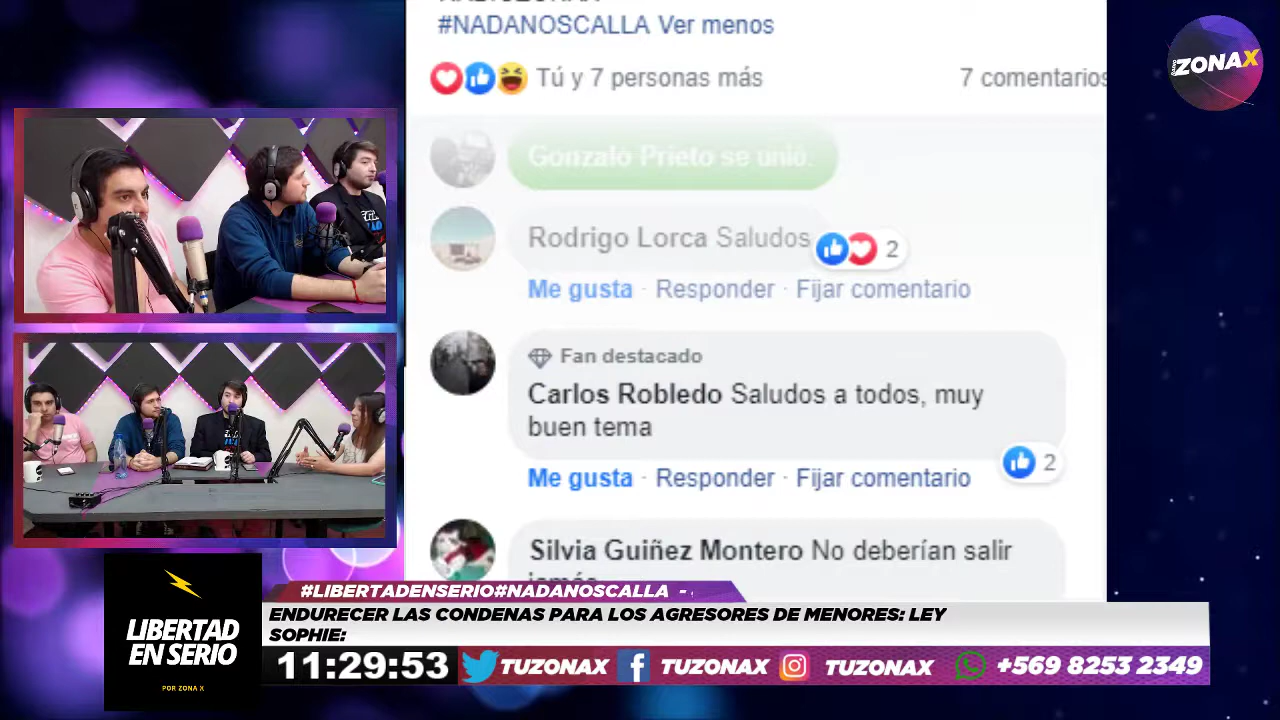 #NADANOSCALLA Ver menos
Tú y 7 personas más
7 comentarios
Gonzalo Prieto se unió.
Rodrigo Lorca Saludos
2
Me gusta · Responder · Fijar comentario
Fan destacado
Carlos Robledo Saludos a todos, muy
buen tema
2
Me gusta · Responder · Fijar comentario
Silvia Guiñez Montero No deberían salir
jamás
ZONAX
#LIBERTADENSERIO#NADANOSCALLA -
ENDURECER LAS CONDENAS PARA LOS AGRESORES DE MENORES: LEY
SOPHIE:
LIBERTAD
EN SERIO
POR ZONA X
11:29:53
TUZONAX
TUZONAX
TUZONAX
+569 8253 2349